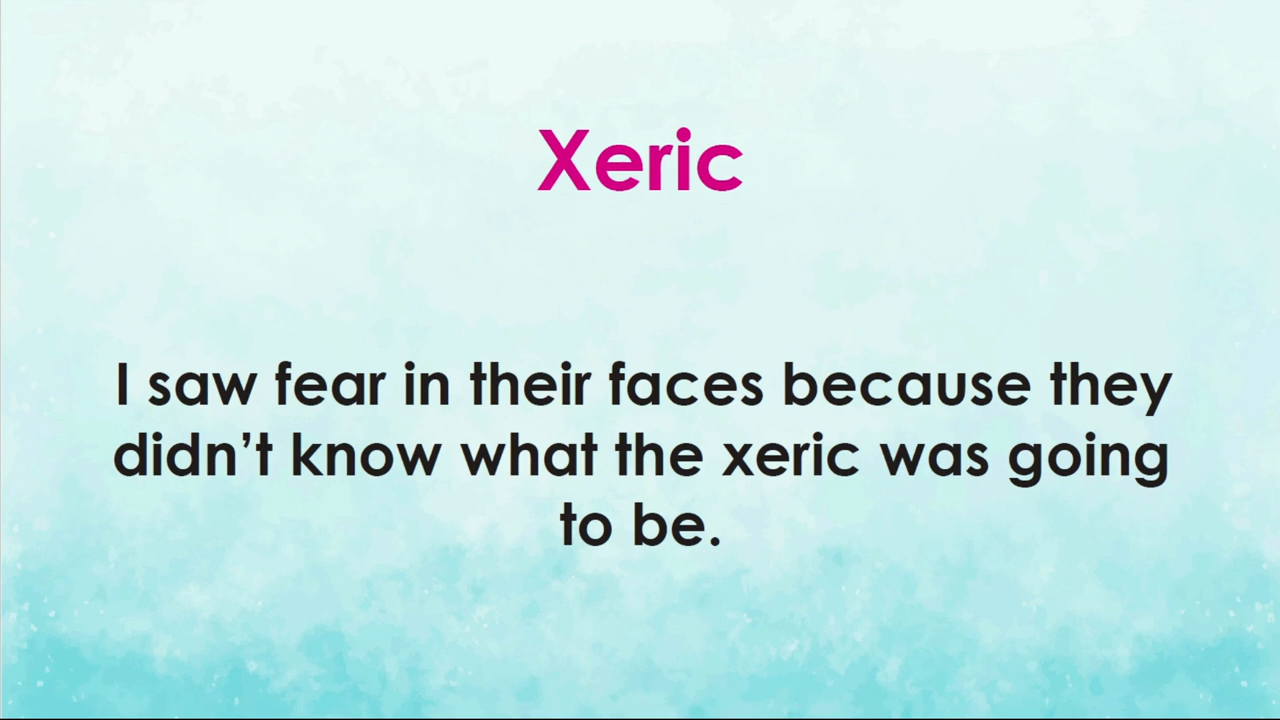 Xeric
I saw fear in their faces because they
didn’t know what the xeric was going
to be.